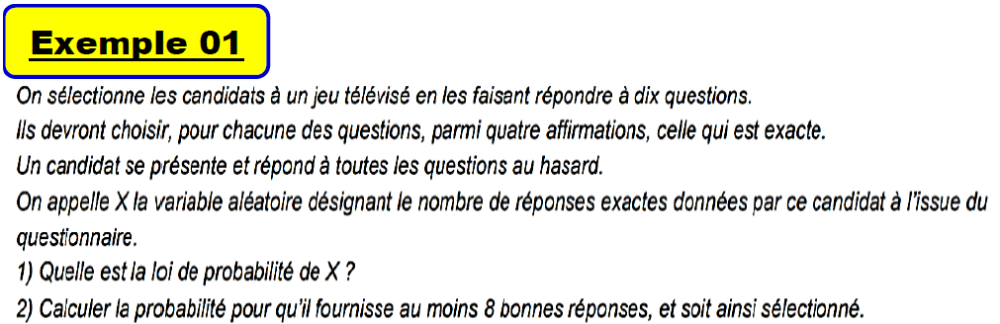 Exemple 01
On sélectionne les candidats à un jeu télévisé en les faisant répondre à dix questions.
Ils devront choisir, pour chacune des questions, parmi quatre affirmations, celle qui est exacte.
Un candidat se présente et répond à toutes les questions au hasard.
On appelle X la variable aléatoire désignant le nombre de réponses exactes données par ce candidat à l'issue du
questionnaire.
1) Quelle est la loi de probabilité de X ?
2) Calculer la probabilité pour qu'il fournisse au moins 8 bonnes réponses, et soit ainsi sélectionné.